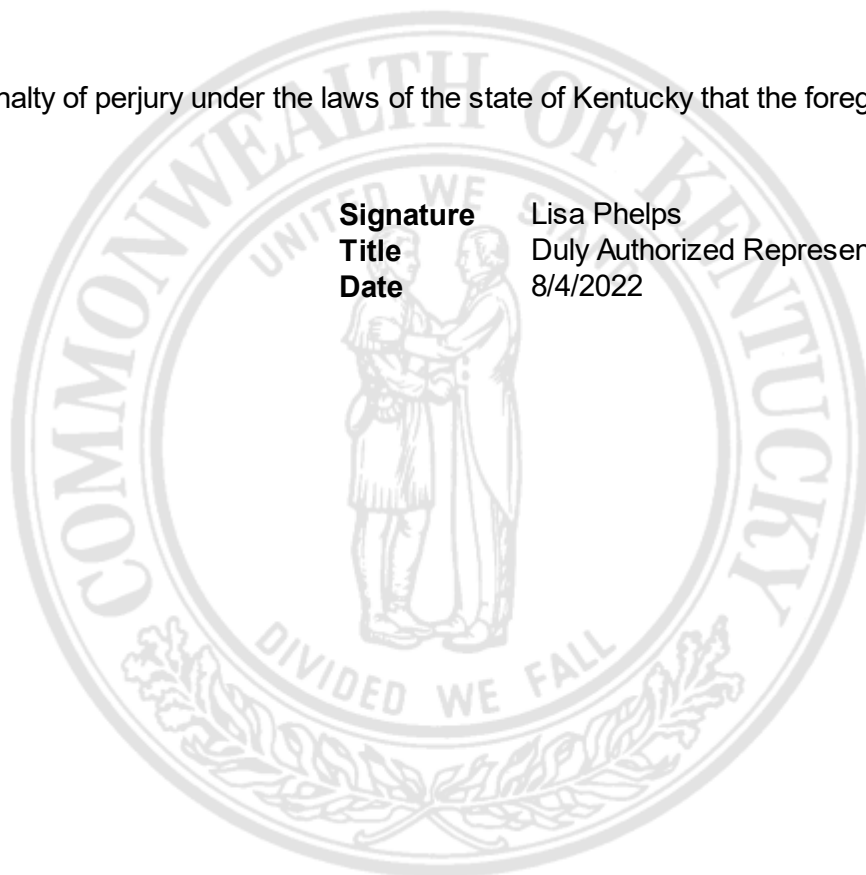 nalty of perjury under the laws of the state of Kentucky that the foreg
Signature Lisa Phelps
Title Duly Authorized Represen
Date 8/4/2022
COMMONWEALTH OF KENTUCKY
UNITED WE STAND
DIVIDED WE FALL